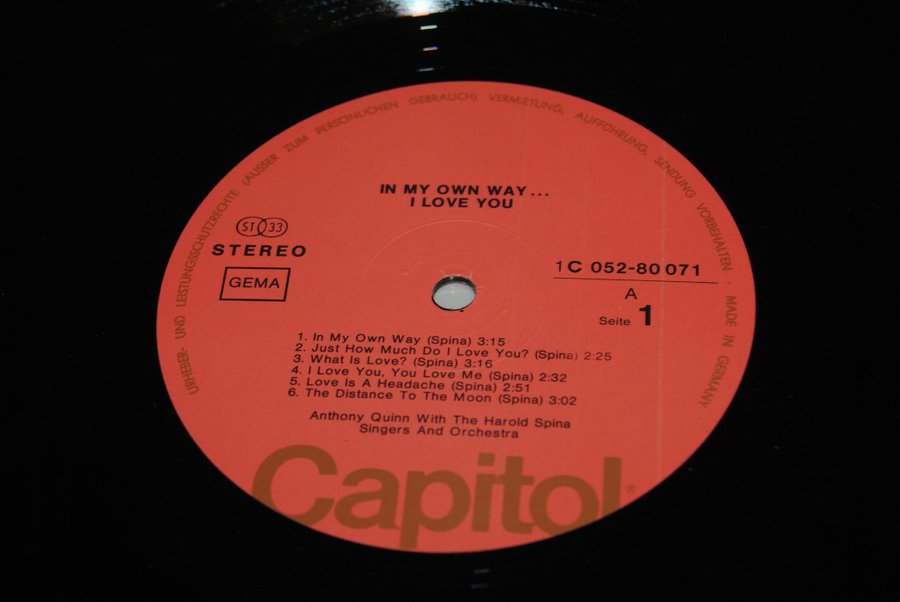 URHEBER- UND LEISTUNGSSCHUTZRECHTE (AUSSER ZUM PERSÖNLICHEN GEBRAUCH) VERMIETUNG, AUFFÜHRUNG, SENDUNG VORBEHALTEN · MADE IN GERMANY
IN MY OWN WAY...
I LOVE YOU
ST 33
STEREO
GEMA
1C 052-80 071
A
Seite 1
1. In My Own Way (Spina) 3:15
2. Just How Much Do I Love You? (Spina) 2:25
3. What Is Love? (Spina) 3:16
4. I Love You, You Love Me (Spina) 2:32
5. Love Is A Headache (Spina) 2:51
6. The Distance To The Moon (Spina) 3:02
Anthony Quinn With The Harold Spina
Singers And Orchestra
Capitol